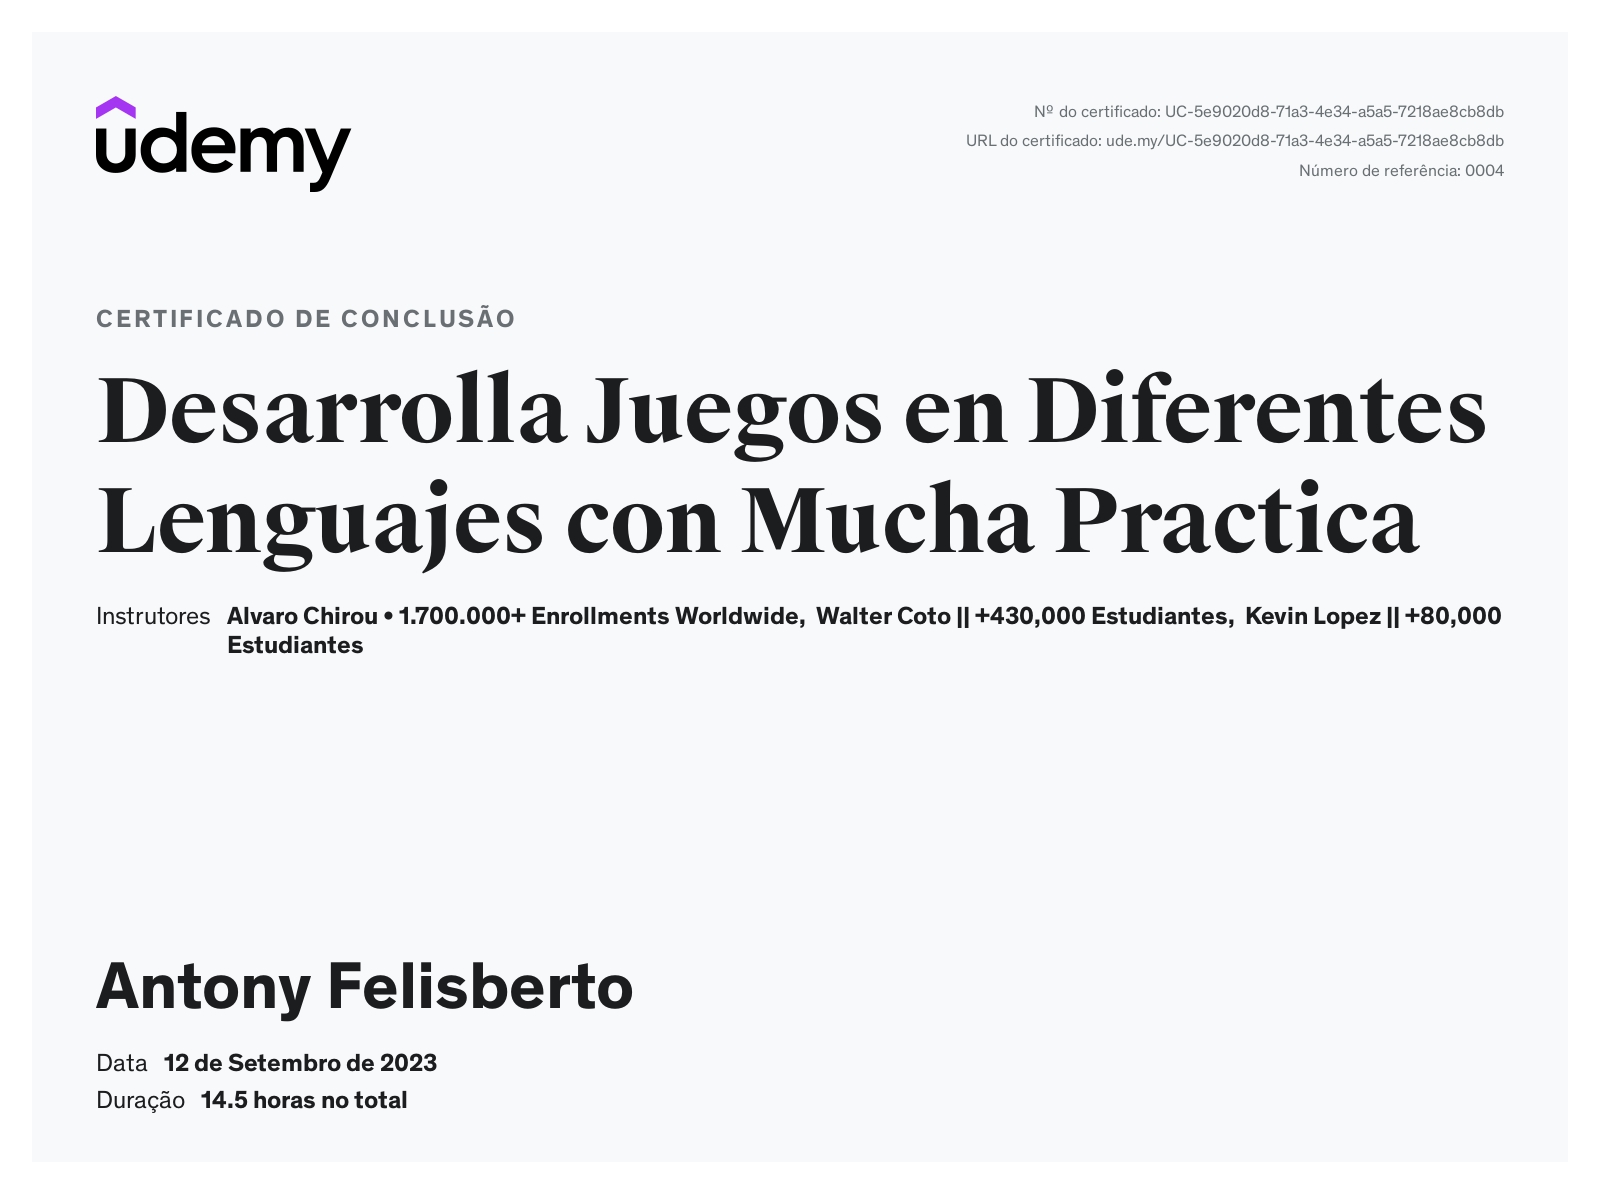 udemy
Nº do certificado: UC-5e9020d8-71a3-4e34-a5a5-7218ae8cb8db
URL do certificado: ude.my/UC-5e9020d8-71a3-4e34-a5a5-7218ae8cb8db
Número de referência: 0004
CERTIFICADO DE CONCLUSÃO
Desarrolla Juegos en Diferentes
Lenguajes con Mucha Practica
Instrutores Alvaro Chirou • 1.700.000+ Enrollments Worldwide, Walter Coto || +430,000 Estudiantes, Kevin Lopez || +80,000
Estudiantes
Antony Felisberto
Data 12 de Setembro de 2023
Duração 14.5 horas no total